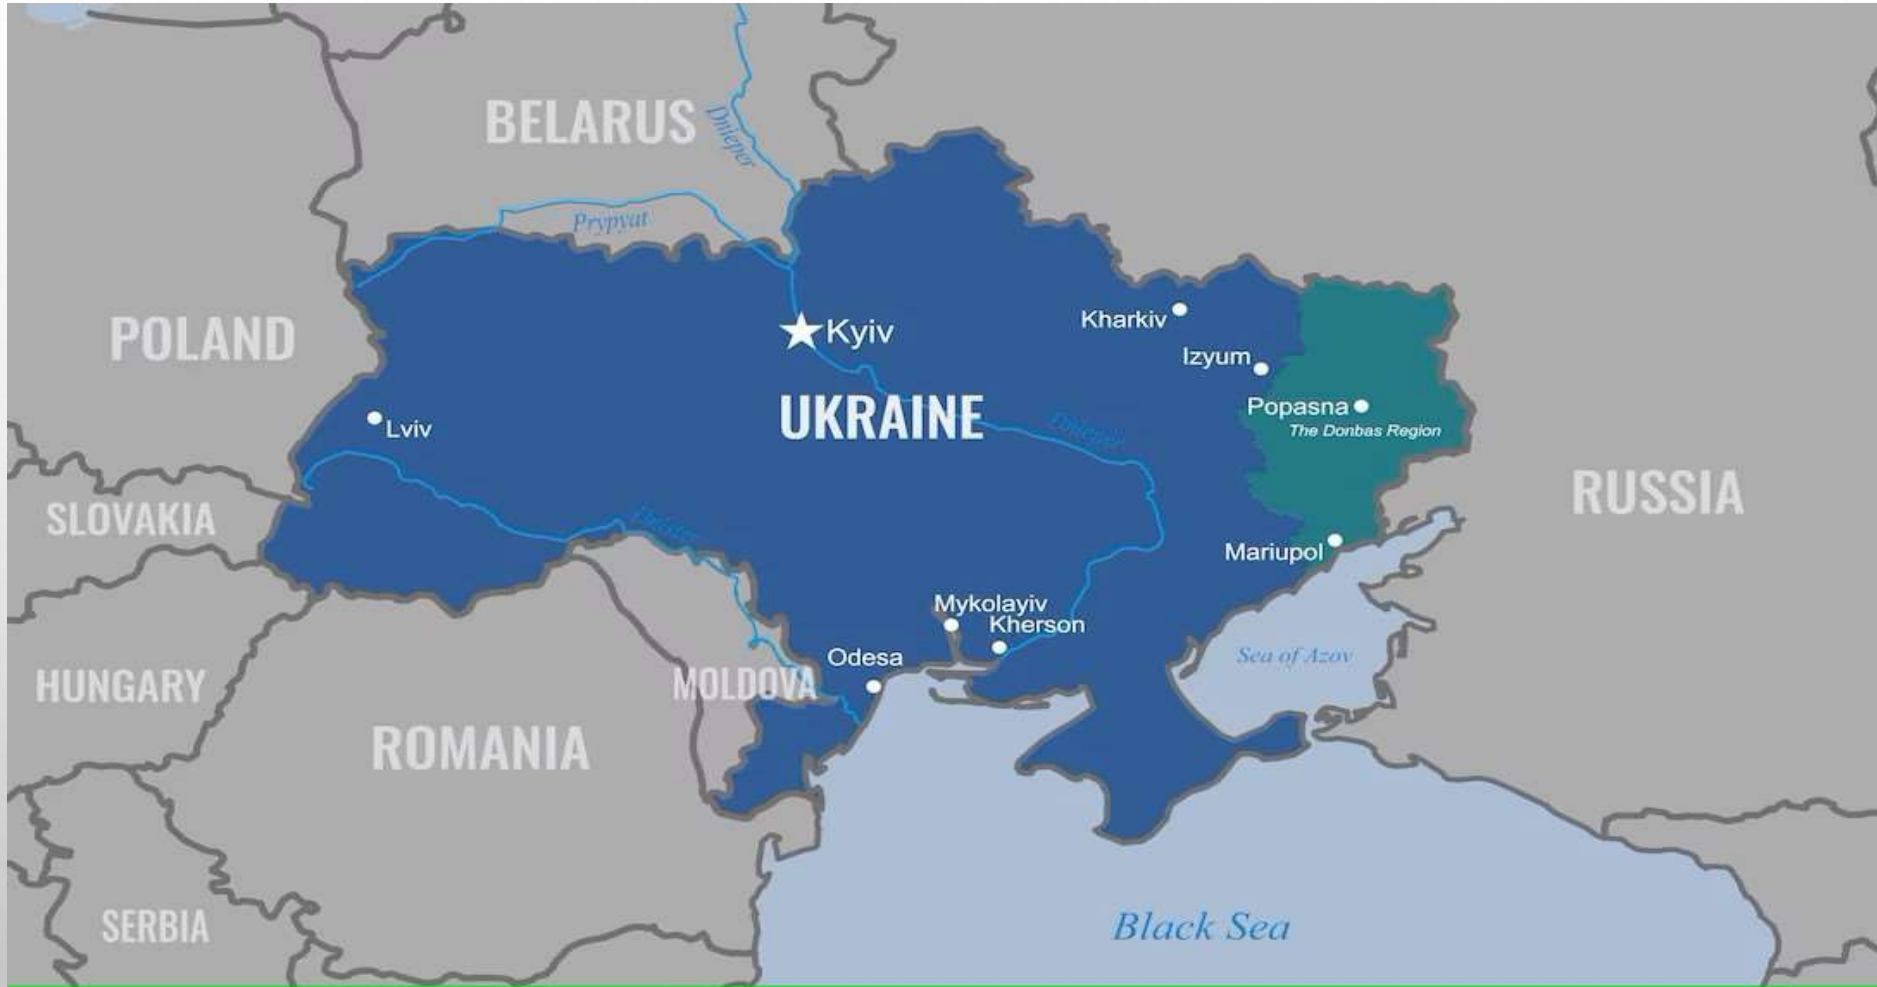 BELARUS
Dnieper
Prypyat
POLAND
Kyiv
Kharkiv
Izyum
UKRAINE
Dnieper
Popasna
The Donbas Region
Lviv
RUSSIA
SLOVAKIA
Dniester
Mariupol
Mykolayiv
Kherson
Odesa
Sea of Azov
HUNGARY
MOLDOVA
ROMANIA
SERBIA
Black Sea